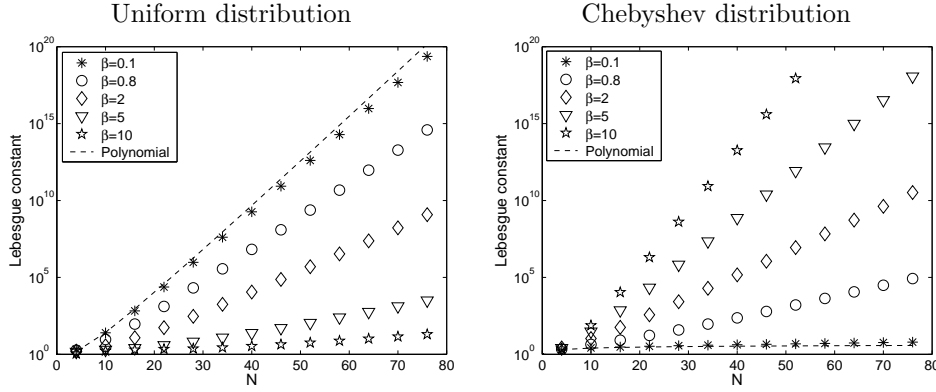 Uniform distribution
Lebesgue constant
10^20
10^15
10^10
10^5
10^0
β=0.1
β=0.8
β=2
β=5
β=10
Polynomial
0 10 20 30 40 50 60 70 80
N
Chebyshev distribution
Lebesgue constant
10^20
10^15
10^10
10^5
10^0
β=0.1
β=0.8
β=2
β=5
β=10
Polynomial
0 10 20 30 40 50 60 70 80
N